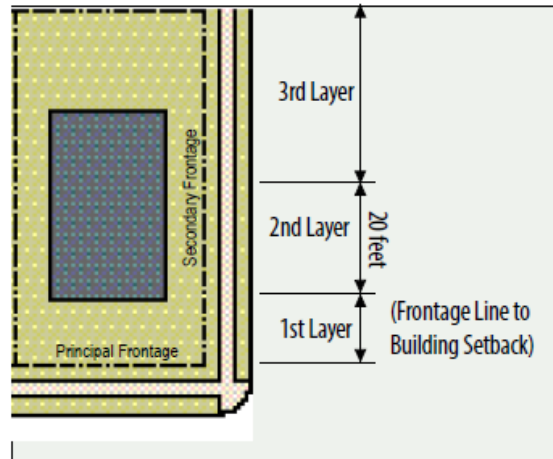 3rd Layer
Secondary Frontage
2nd Layer
20 feet
1st Layer
(Frontage Line to
Building Setback)
Principal Frontage